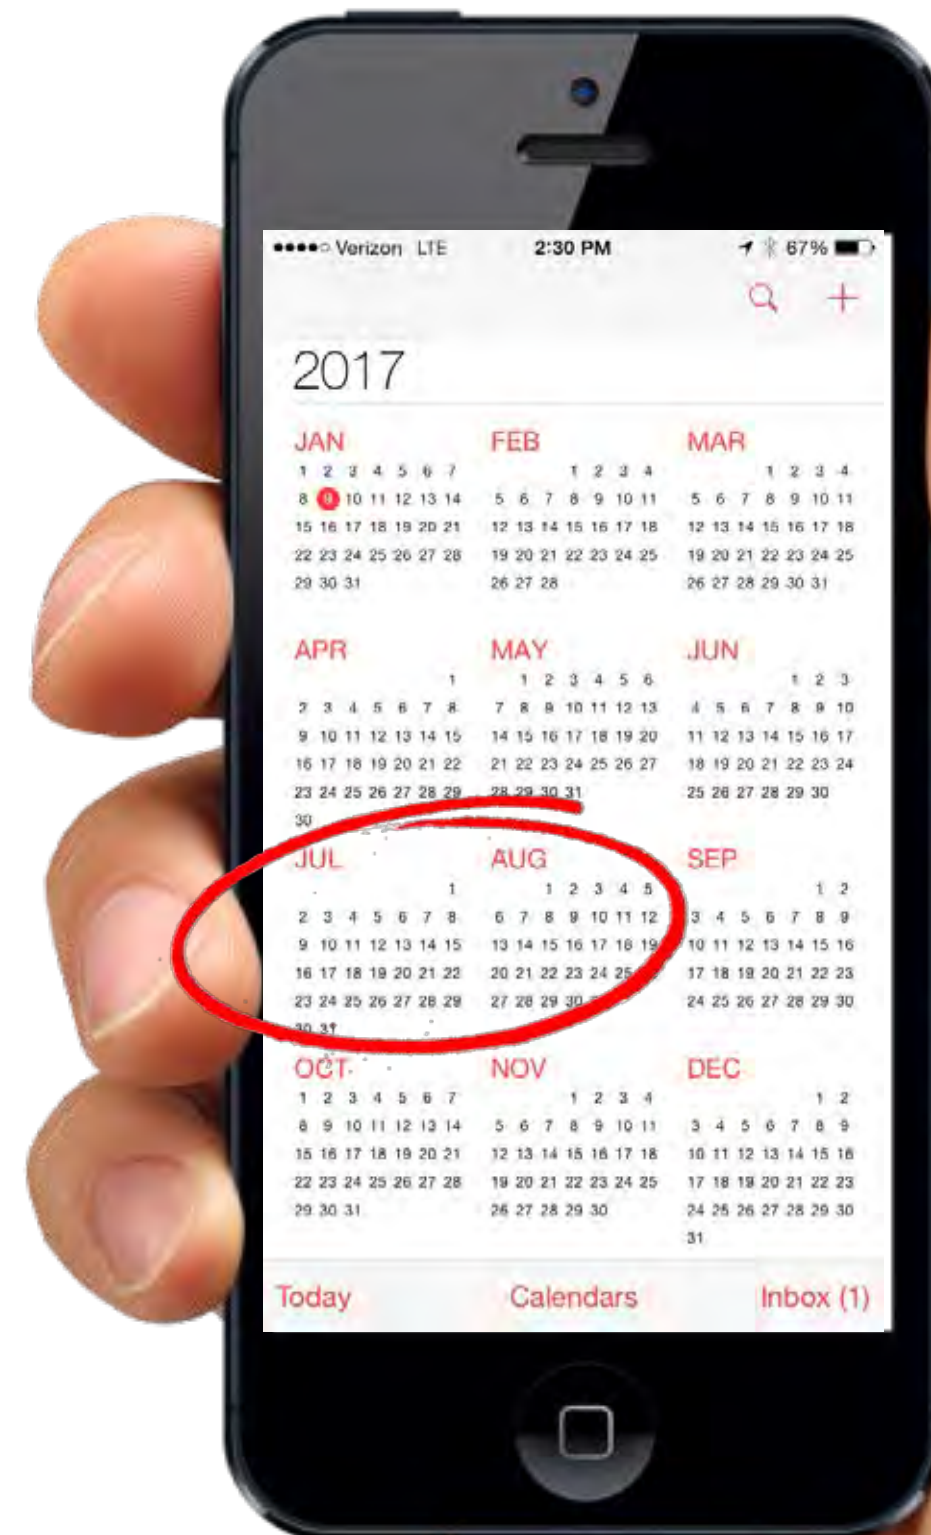 Verizon LTE 2:30 PM 67%
2017
JAN FEB MAR
1 2 3 4 5 6 7 1 2 3 4 1 2 3 4
8 9 10 11 12 13 14 5 6 7 8 9 10 11 5 6 7 8 9 10 11
15 16 17 18 19 20 21 12 13 14 15 16 17 18 12 13 14 15 16 17 18
22 23 24 25 26 27 28 19 20 21 22 23 24 25 19 20 21 22 23 24 25
29 30 31 26 27 28 26 27 28 29 30 31
APR MAY JUN
1 1 2 3 4 5 6 1 2 3
2 3 4 5 6 7 8 7 8 9 10 11 12 13 4 5 6 7 8 9 10
9 10 11 12 13 14 15 14 15 16 17 18 19 20 11 12 13 14 15 16 17
16 17 18 19 20 21 22 21 22 23 24 25 26 27 18 19 20 21 22 23 24
23 24 25 26 27 28 29 28 29 30 31 25 26 27 28 29 30
30
JUL AUG SEP
1 1 2 3 4 5 1 2
2 3 4 5 6 7 8 6 7 8 9 10 11 12 3 4 5 6 7 8 9
9 10 11 12 13 14 15 13 14 15 16 17 18 19 10 11 12 13 14 15 16
16 17 18 19 20 21 22 20 21 22 23 24 25 17 18 19 20 21 22 23
23 24 25 26 27 28 29 27 28 29 30 24 25 26 27 28 29 30
30 31
OCT NOV DEC
1 2 3 4 5 6 7 1 2 3 4 1 2
8 9 10 11 12 13 14 5 6 7 8 9 10 11 3 4 5 6 7 8 9
15 16 17 18 19 20 21 12 13 14 15 16 17 18 10 11 12 13 14 15 16
22 23 24 25 26 27 28 19 20 21 22 23 24 25 17 18 19 20 21 22 23
29 30 31 26 27 28 29 30 24 25 26 27 28 29 30
31
Today Calendars Inbox (1)